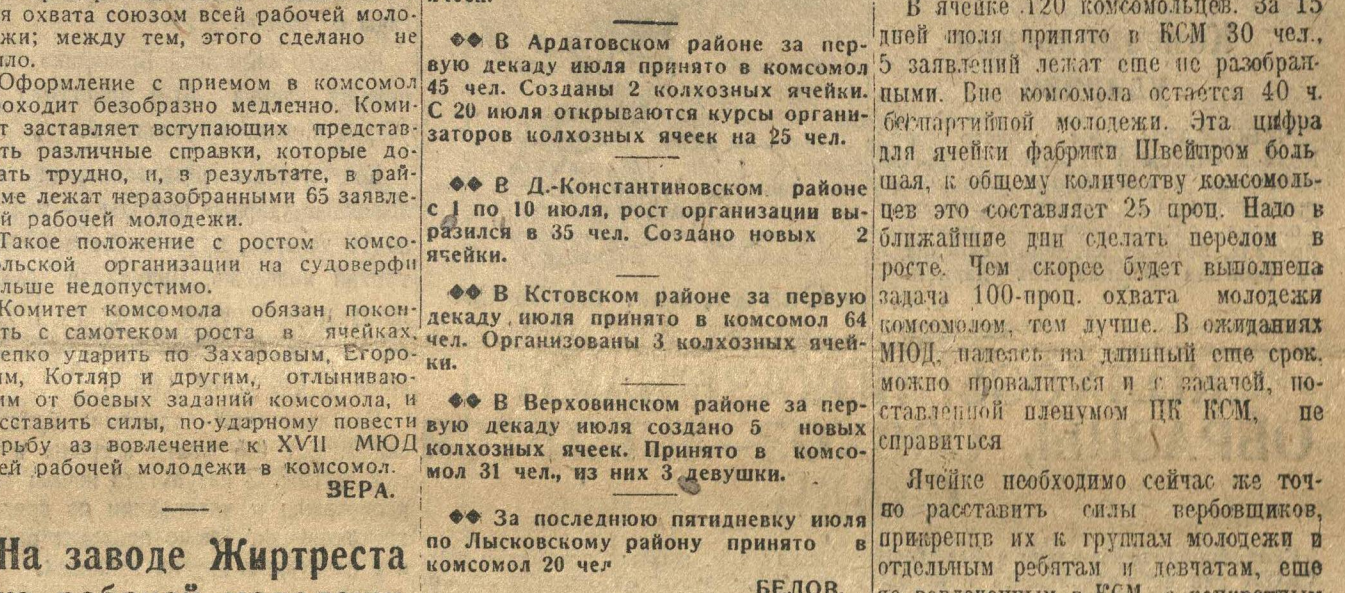 я охвата союзом всей рабочей моло-
жи; между тем, этого сделано не
ло.
Оформление с приемом в комсомол
оходит безобразно медленно. Коми-
т заставляет вступающих представ-
ть различные справки, которые до-
ать трудно, и, в результате, в рай-
ме лежат неразобранными 65 заявле-
й рабочей молодежи.
Такое положение с ростом комсо-
льской организации на судоверфи
льше недопустимо.
Комитет комсомола обязан покон-
ть с самотеком роста в ячейках,
епко ударить по Захаровым, Егоро-
ым, Котляр и другим, отлыниваю-
им от боевых заданий комсомола, и
сставить силы, по-ударному повести
рьбу аз вовлечение к XVII МЮД
ей рабочей молодежи в комсомол.
ЗЕРА.
На заводе Жиртреста
◆◆ В Ардатовском районе за пер-
вую декаду июля принято в комсомол
45 чел. Созданы 2 колхозных ячейки.
С 20 июля открываются курсы органи-
заторов колхозных ячеек на 25 чел.
◆◆ В Д.-Константиновском районе
с 1 по 10 июля, рост организации вы-
разился в 35 чел. Создано новых 2
ячейки.
◆◆ В Кстовском районе за первую
декаду июля принято в комсомол 64
чел. Организованы 3 колхозных ячей-
ки.
◆◆ В Верховинском районе за пер-
вую декаду июля создано 5 новых
колхозных ячеек. Принято в комсо-
мол 31 чел., из них 3 девушки.
◆◆ За последнюю пятидневку июля
по Лысковскому району принято в
комсомол 20 чел
БЕЛОВ.
В ячейке 120 комсомольцев. За 15
дней июля принято в КСМ 30 чел.,
5 заявлений лежат еще не разобран-
ными. Вне комсомола остается 40 ч.
беспартийной молодежи. Эта цифра
для ячейки фабрики Швейпром боль
шая, к общему количеству комсомоль-
цев это составляет 25 проц. Надо в
ближайшие дни сделать перелом в
росте. Чем скорее будет выполнена
задача 100-проц. охвата молодежи
комсомолом, тем лучше. В ожиданиях
МЮД, надеясь на длинный еще срок,
можно провалиться и с задачей, по-
ставленной пленумом ЦК КСМ, не
справиться
Ячейке необходимо сейчас же точ-
но расставить силы вербовщиков,
прикрепив их к группам молодежи и
отдельным ребятам и девчатам, еще